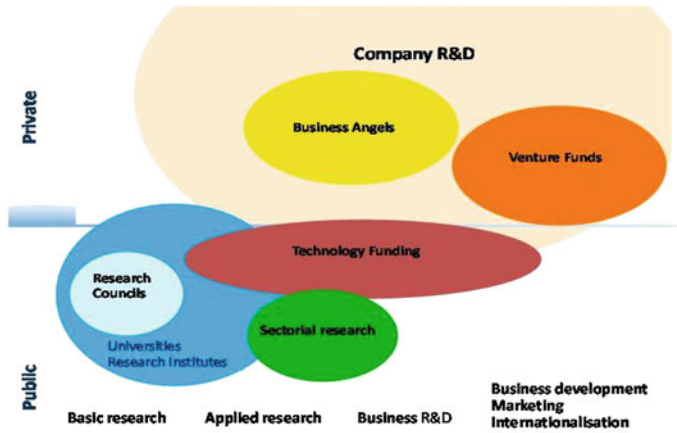 Company R&D
Private
Business Angels
Venture Funds
Technology Funding
Research
Councils
Sectorial research
Universities
Research Institutes
Public
Business development
Marketing
Internationalisation
Basic research
Applied research
Business R&D